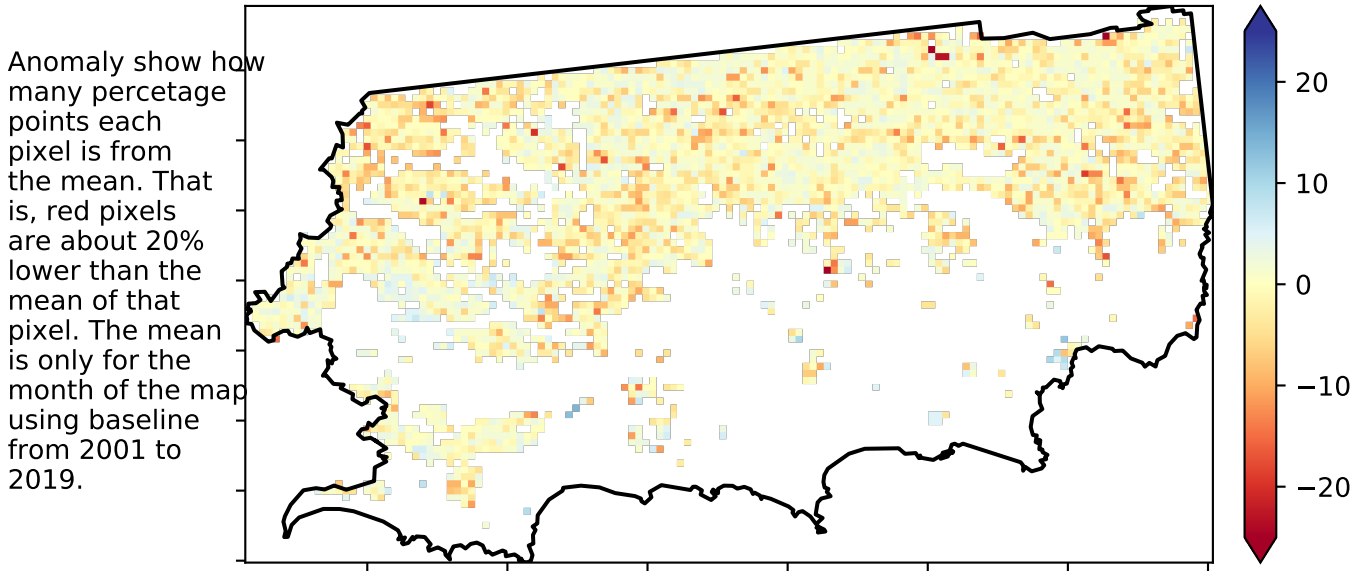 Anomaly show how
many percetage
points each
pixel is from
the mean. That
is, red pixels
are about 20%
lower than the
mean of that
pixel. The mean
is only for the
month of the map
using baseline
from 2001 to
2019.
20
10
0
−10
−20